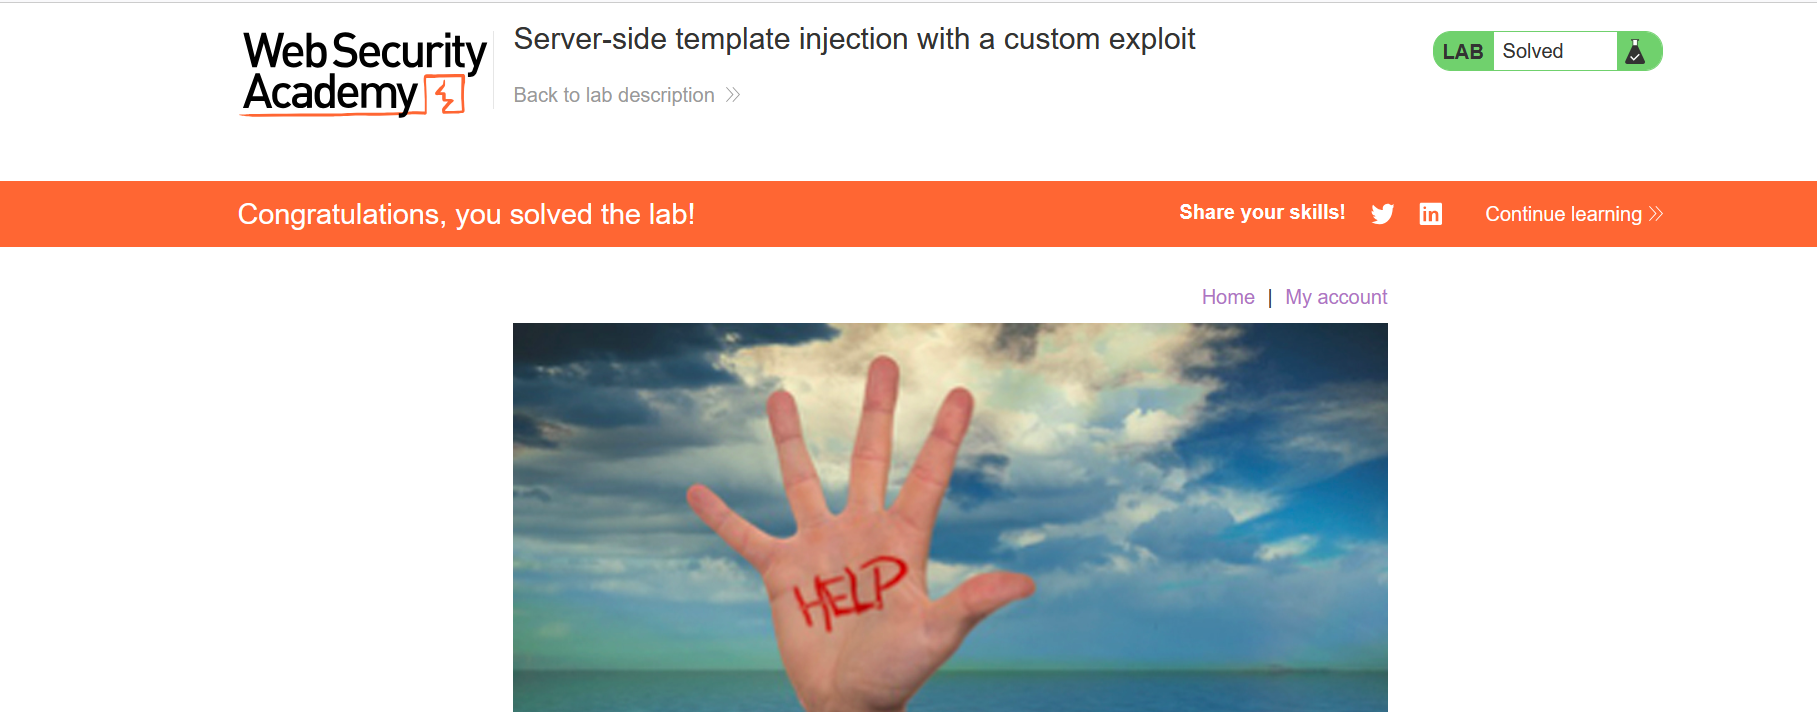 Web Security
Academy
Server-side template injection with a custom exploit
Back to lab description
LAB Solved
Congratulations, you solved the lab!
Share your skills!
Continue learning
Home | My account
HELP